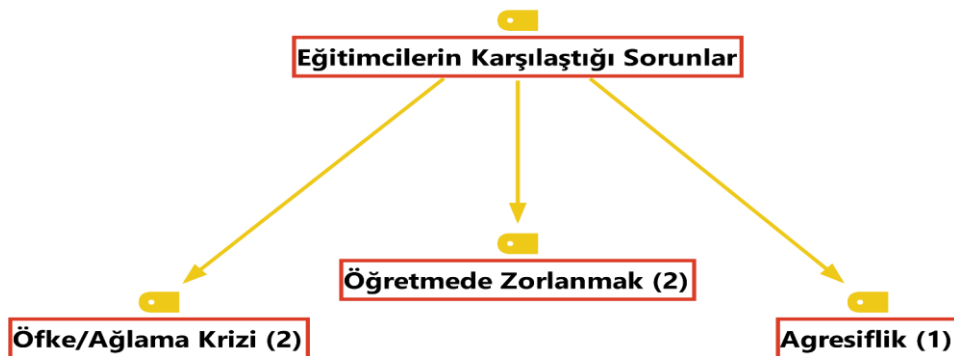 Eğitimcilerin Karşılaştığı Sorunlar
Öğretmede Zorlanmak (2)
Öfke/Ağlama Krizi (2)
Agresiflik (1)